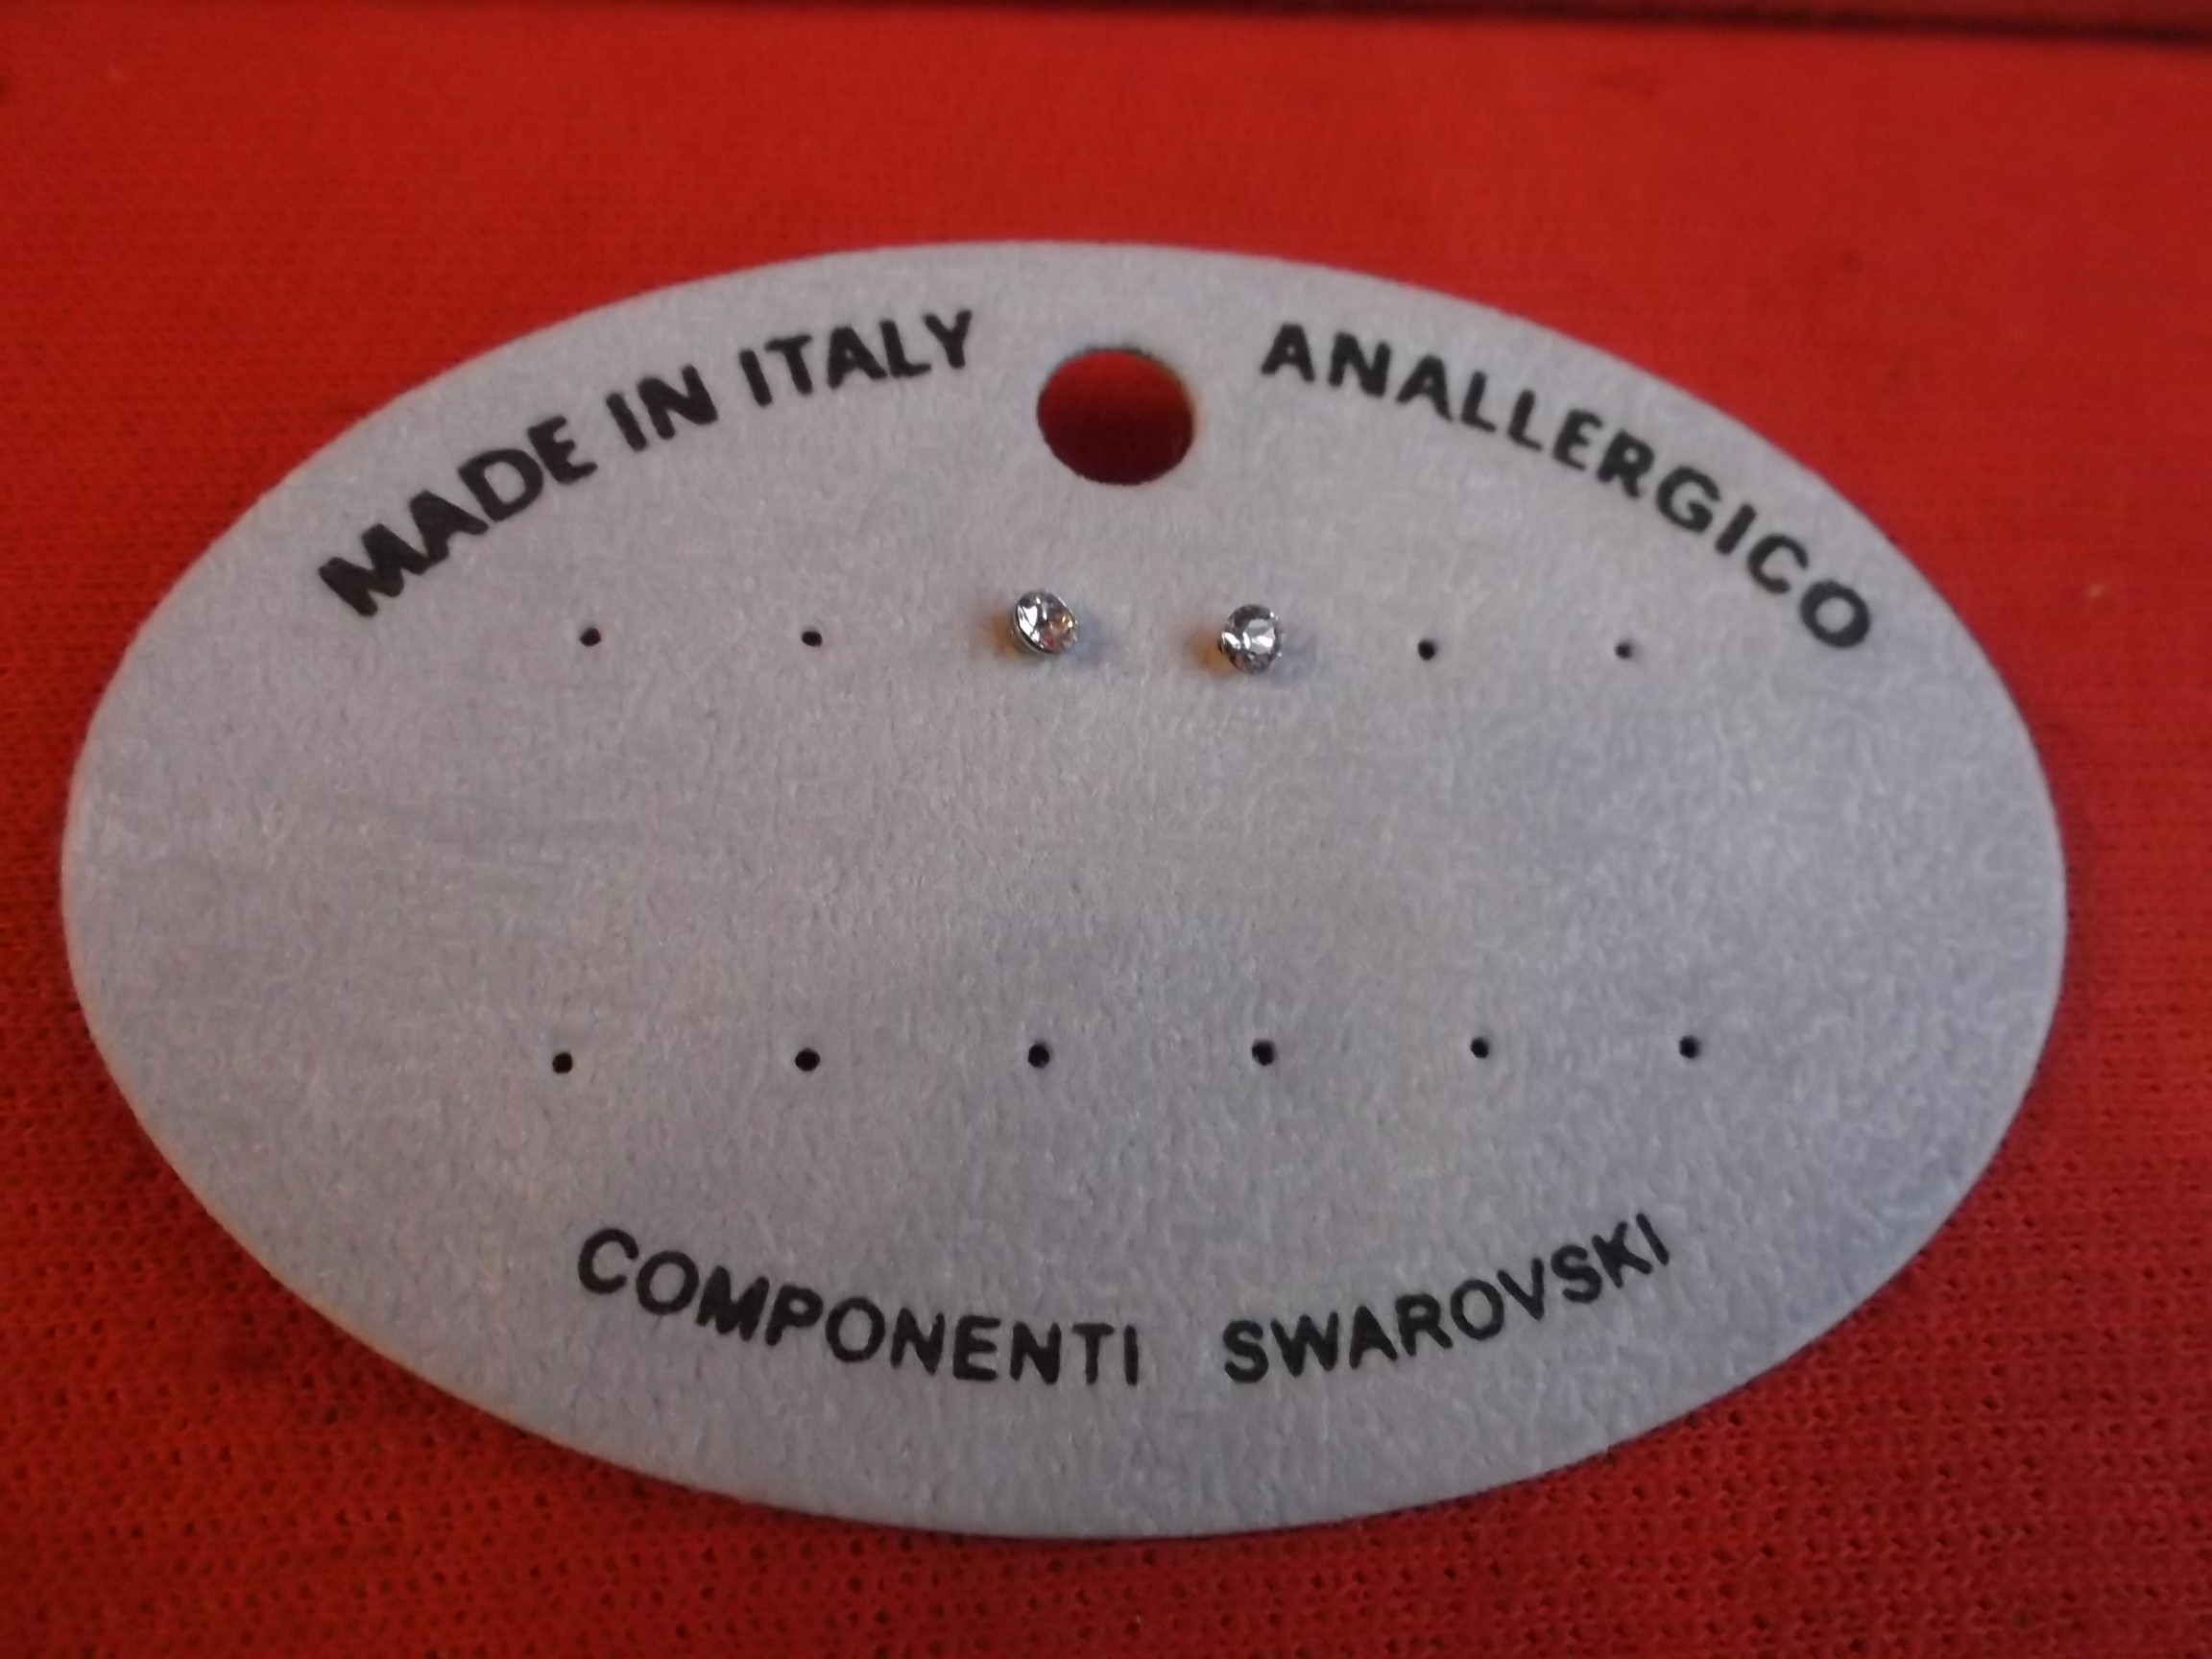 MADE IN ITALY
ANALLERGICO
COMPONENTI SWAROVSKI